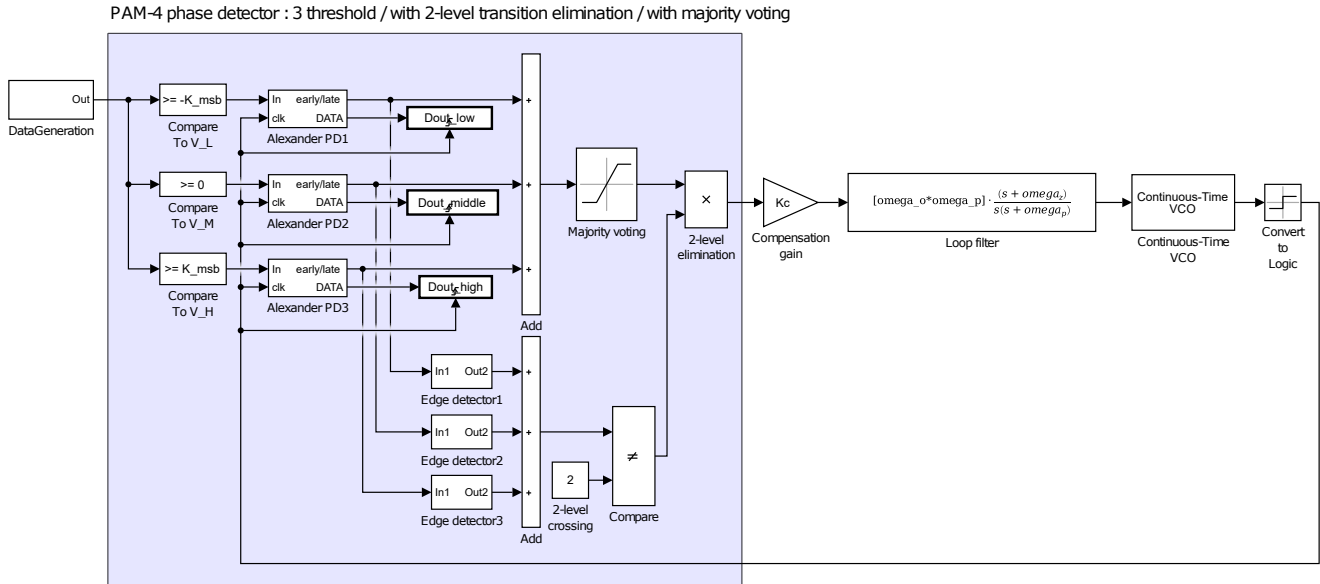 PAM-4 phase detector : 3 threshold / with 2-level transition elimination / with majority voting
Out
DataGeneration
>= -K_msb
Compare
To V_L
In early/late
clk DATA
Alexander PD1
Dout_low
>= 0
Compare
To V_M
In early/late
clk DATA
Alexander PD2
Dout_middle
>= K_msb
Compare
To V_H
In early/late
clk DATA
Alexander PD3
Dout_high
+
+
+
Add
Majority voting
×
2-level
elimination
Kc
Compensation
gain
[omega_o*omega_p] · (s + omega_z) / s(s + omega_p)
Loop filter
Continuous-Time
VCO
Continuous-Time
VCO
Convert
to
Logic
In1 Out2
Edge detector1
In1 Out2
Edge detector2
In1 Out2
Edge detector3
+
+
+
Add
2
2-level
crossing
≠
Compare